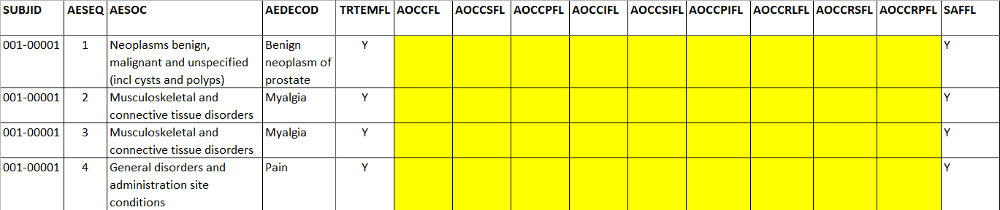 SUBJID AESEQ AESOC AEDECOD TRTEMFL AOCCFL AOCCSFL AOCCPFL AOCCIFL AOCCSIFL AOCCPIFL AOCCRLFL AOCCRSFL AOCCRPFL SAFFL
001-00001 1 Neoplasms benign, Benign Y Y
malignant and unspecified neoplasm of
(incl cysts and polyps) prostate
001-00001 2 Musculoskeletal and Myalgia Y Y
connective tissue disorders
001-00001 3 Musculoskeletal and Myalgia Y Y
connective tissue disorders
001-00001 4 General disorders and Pain Y Y
administration site
conditions